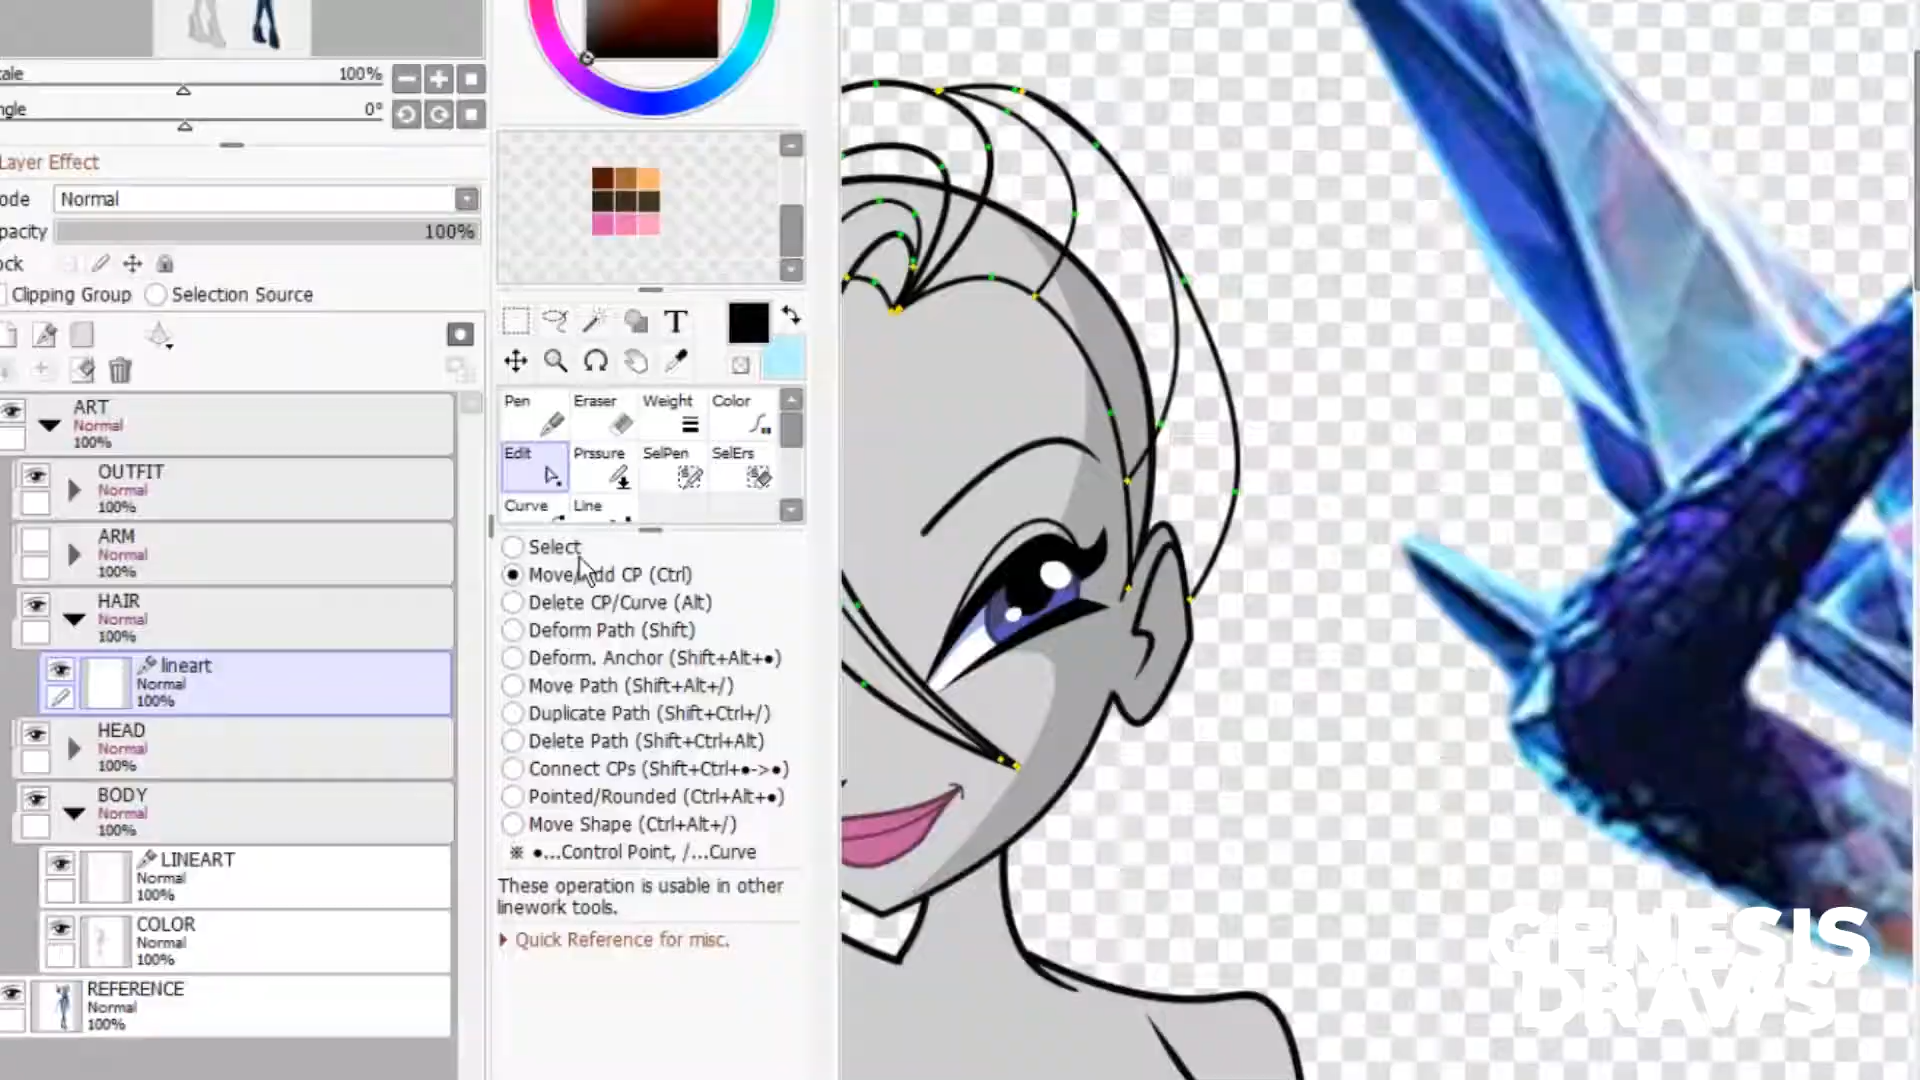 cale 100%
ngle 0°
Layer Effect
ode Normal
pacity 100%
ock
Clipping Group Selection Source
T
Pen Eraser Weight Color
Edit Prssure SelPen SelErs
Curve Line
Select
Move/Add CP (Ctrl)
Delete CP/Curve (Alt)
Deform Path (Shift)
Deform. Anchor (Shift+Alt+●)
Move Path (Shift+Alt+/)
Duplicate Path (Shift+Ctrl+/)
Delete Path (Shift+Ctrl+Alt)
Connect CPs (Shift+Ctrl+●->●)
Pointed/Rounded (Ctrl+Alt+●)
Move Shape (Ctrl+Alt+/)
※ ●...Control Point, /...Curve
These operation is usable in other
linework tools.
Quick Reference for misc.
ART
Normal
100%
OUTFIT
Normal
100%
ARM
Normal
100%
HAIR
Normal
100%
lineart
Normal
100%
HEAD
Normal
100%
BODY
Normal
100%
LINEART
Normal
100%
COLOR
Normal
100%
REFERENCE
Normal
100%
GENESIS
DRAWS